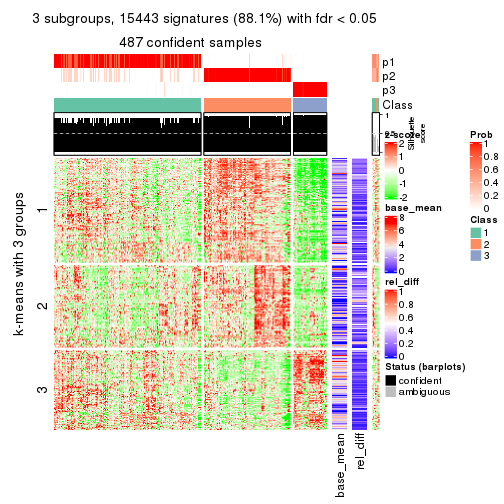 3 subgroups, 15443 signatures (88.1%) with fdr < 0.05
487 confident samples
p1
p2
p3
Class
1
Silhouette
score
k-means with 3 groups
1
2
3
base_mean
rel_diff
2
1
0
-1
-2
base_mean
8
6
4
2
0
rel_diff
1
0.8
0.6
0.4
0.2
0
Status (barplots)
confident
ambiguous
Prob
1
0.8
0.6
0.4
0.2
0
Class
1
2
3